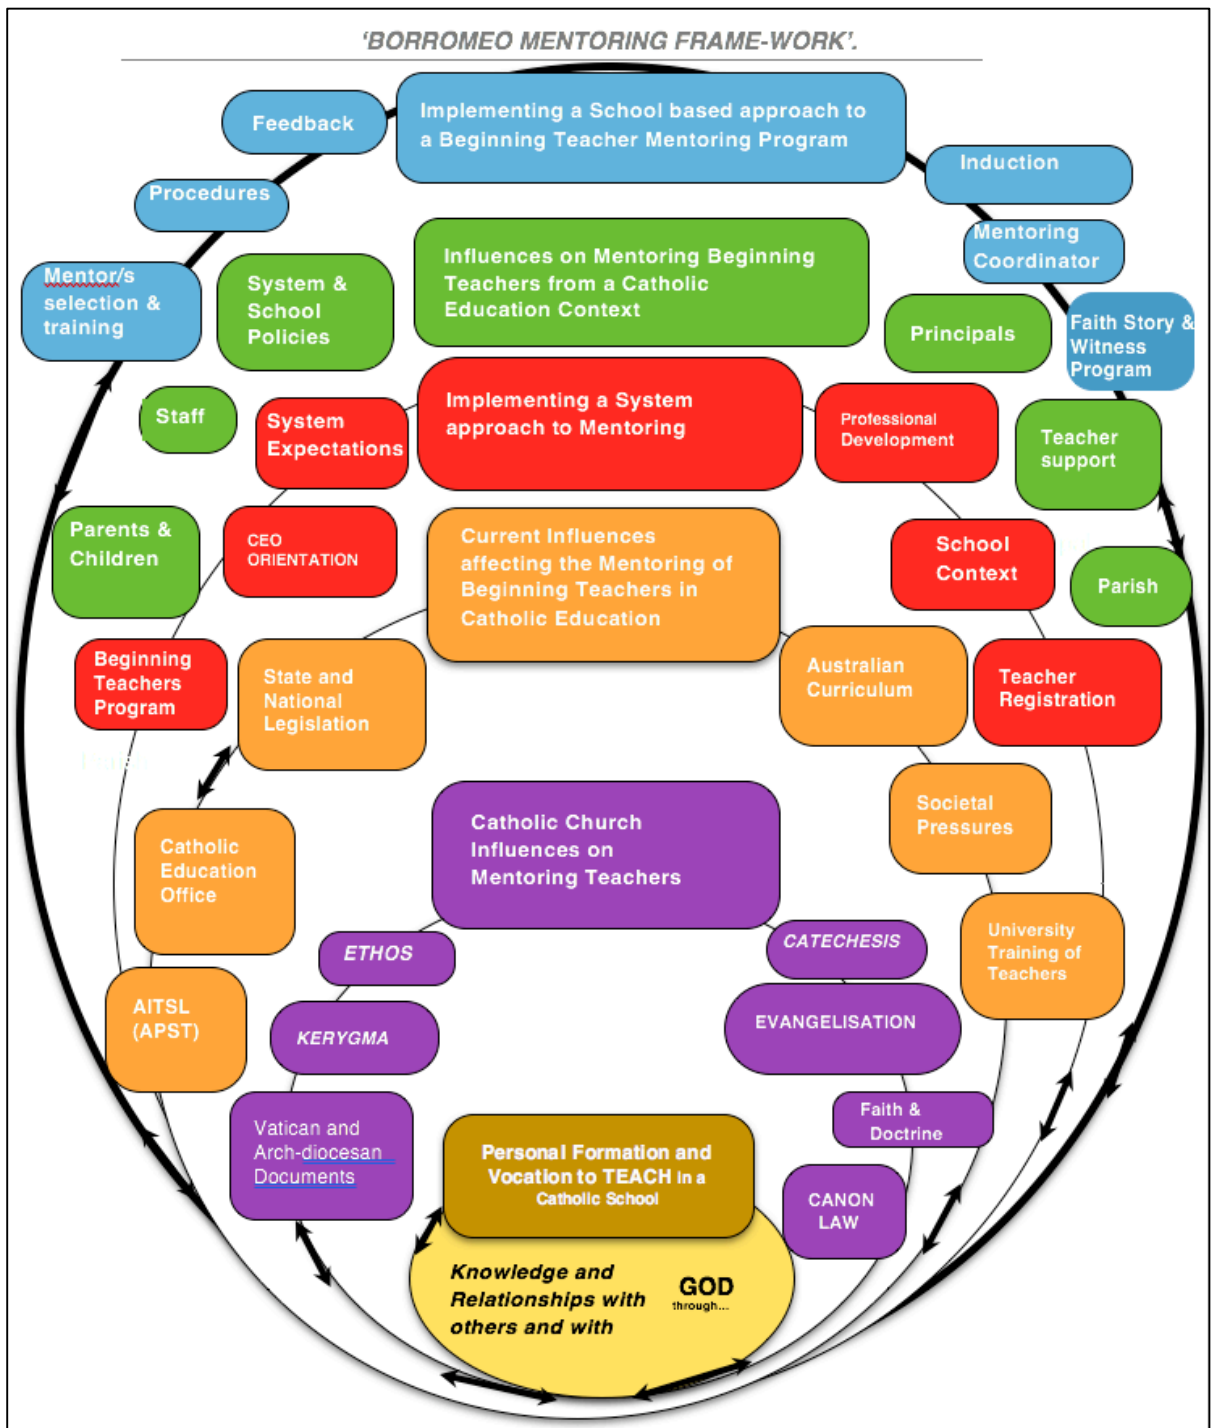 ‘BORROMEO MENTORING FRAME-WORK’.
Implementing a School based approach to
a Beginning Teacher Mentoring Program
Feedback
Induction
Procedures
Mentoring
Coordinator
Mentor/s
selection &
training
System &
School
Policies
Influences on Mentoring Beginning
Teachers from a Catholic
Education Context
Principals
Faith Story &
Witness
Program
Staff
System
Expectations
Implementing a System
approach to Mentoring
Professional
Development
Teacher
support
Parents &
Children
CEO
ORIENTATION
Current Influences
affecting the Mentoring of
Beginning Teachers in
Catholic Education
School
Context
Parish
Beginning
Teachers
Program
State and
National
Legislation
Australian
Curriculum
Teacher
Registration
Catholic
Education
Office
Catholic Church
Influences on
Mentoring Teachers
Societal
Pressures
ETHOS
CATECHESIS
University
Training of
Teachers
AITSL
(APST)
KERYGMA
EVANGELISATION
Vatican and
Arch-diocesan
Documents
Faith &
Doctrine
Personal Formation and
Vocation to TEACH in a
Catholic School
CANON
LAW
Knowledge and
Relationships with
others and with
GOD
through...